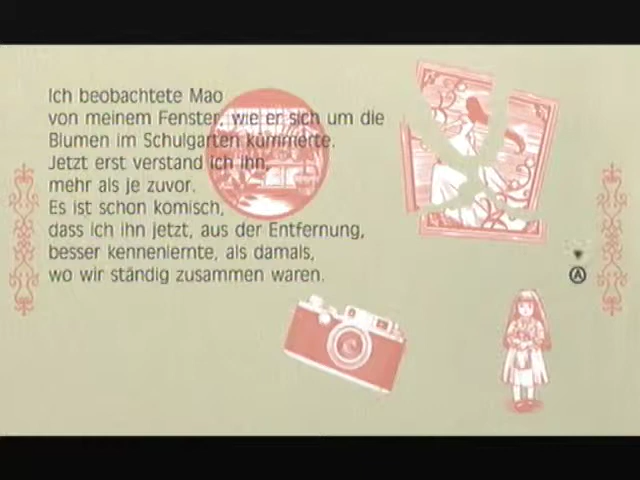 Ich beobachtete Mao
von meinem Fenster, wie er sich um die
Blumen im Schulgarten kümmerte.
Jetzt erst verstand ich ihn,
mehr als je zuvor.
Es ist schon komisch,
dass ich ihn jetzt, aus der Entfernung,
besser kennenlernte, als damals,
wo wir ständig zusammen waren.
A